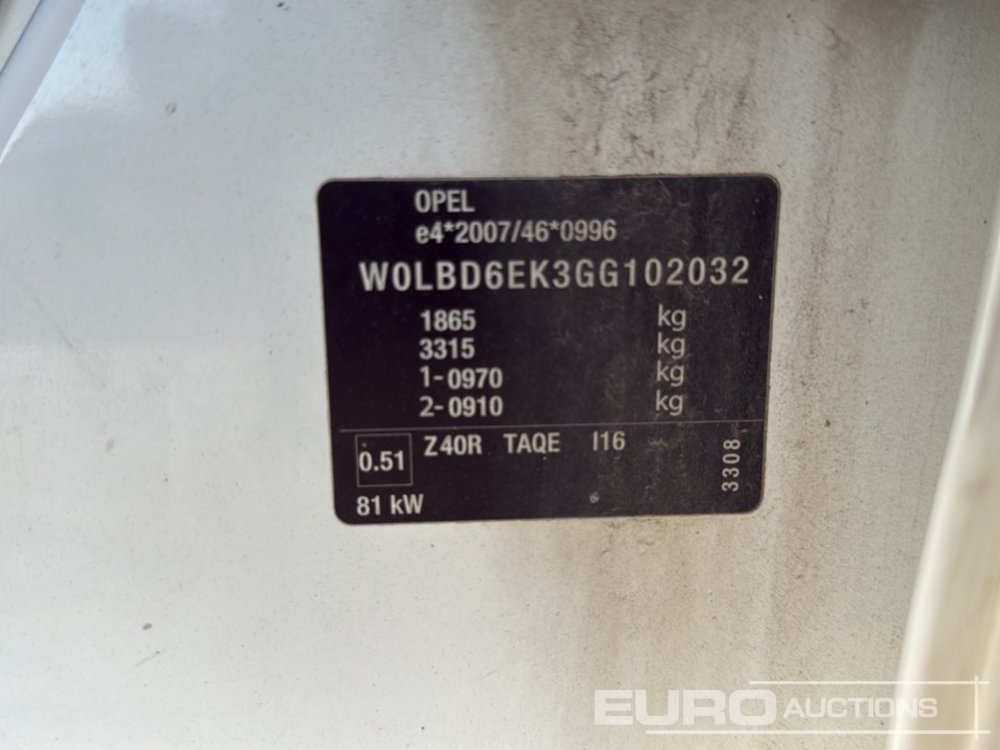 OPEL
e4*2007/46*0996
W0LBD6EK3GG102032
1865 kg
3315 kg
1-0970 kg
2-0910 kg
0.51 Z40R TAQE I16
81 kW
3308
EURO AUCTIONS